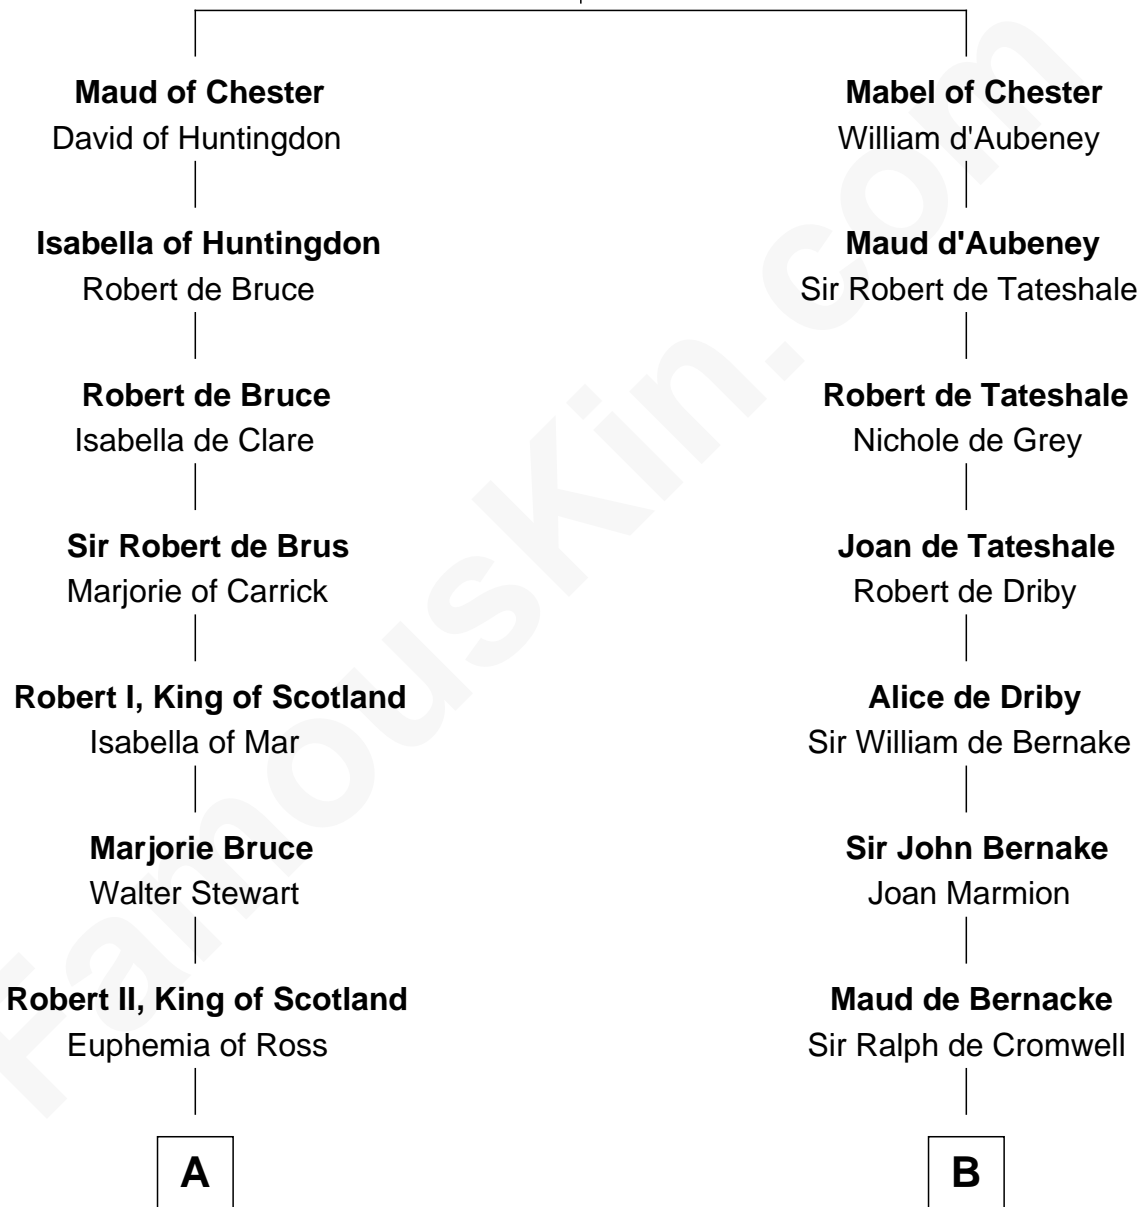 Maud of Chester
David of Huntingdon
Isabella of Huntingdon
Robert de Bruce
Robert de Bruce
Isabella de Clare
Sir Robert de Brus
Marjorie of Carrick
Robert I, King of Scotland
Isabella of Mar
Marjorie Bruce
Walter Stewart
Robert II, King of Scotland
Euphemia of Ross
A
Mabel of Chester
William d'Aubeney
Maud d'Aubeney
Sir Robert de Tateshale
Robert de Tateshale
Nichole de Grey
Joan de Tateshale
Robert de Driby
Alice de Driby
Sir William de Bernake
Sir John Bernake
Joan Marmion
Maud de Bernacke
Sir Ralph de Cromwell
B
FamousKin.com